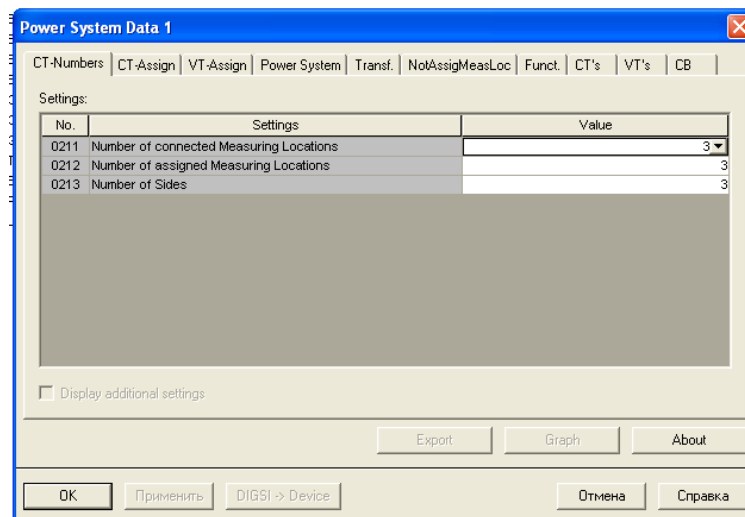 Power System Data 1
CT-Numbers CT-Assign VT-Assign Power System Transf. NotAssigMeasLoc Funct. CT's VT's CB
Settings:
No. Settings Value
0211 Number of connected Measuring Locations 3
0212 Number of assigned Measuring Locations 3
0213 Number of Sides 3
Display additional settings
Export Graph About
OK Применить DIGSI -> Device Отмена Справка